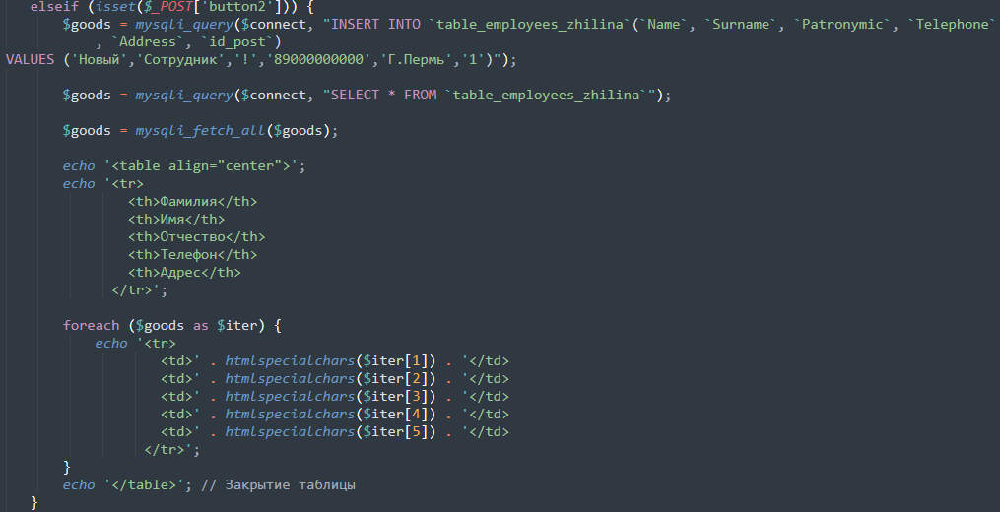 elseif (isset($_POST['button2'])) {
$goods = mysqli_query($connect, "INSERT INTO `table_employees_zhilina`(`Name`, `Surname`, `Patronymic`, `Telephone`
, `Address`, `id_post`)
VALUES ('Новый','Сотрудник','!','89000000000','Г.Пермь','1')");
$goods = mysqli_query($connect, "SELECT * FROM `table_employees_zhilina`");
$goods = mysqli_fetch_all($goods);
echo '<table align="center">';
echo '<tr>
<th>Фамилия</th>
<th>Имя</th>
<th>Отчество</th>
<th>Телефон</th>
<th>Адрес</th>
</tr>';
foreach ($goods as $iter) {
echo '<tr>
<td>' . htmlspecialchars($iter[1]) . '</td>
<td>' . htmlspecialchars($iter[2]) . '</td>
<td>' . htmlspecialchars($iter[3]) . '</td>
<td>' . htmlspecialchars($iter[4]) . '</td>
<td>' . htmlspecialchars($iter[5]) . '</td>
</tr>';
}
echo '</table>'; // Закрытие таблицы
}